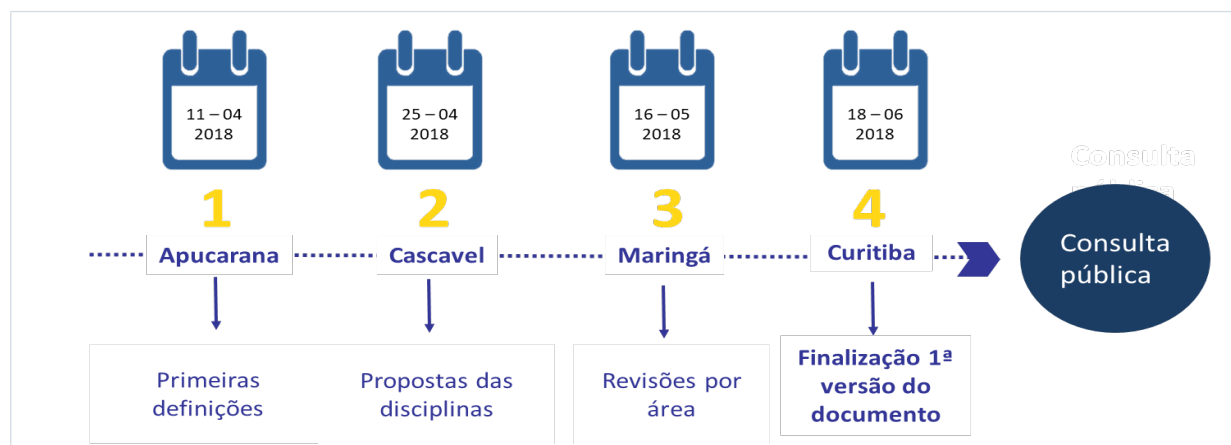 11 – 04
2018
25 – 04
2018
16 – 05
2018
18 – 06
2018
1
2
3
4
Apucarana
Cascavel
Maringá
Curitiba
Consulta
pública
Consulta
pública
Primeiras
definições
Propostas das
disciplinas
Revisões por
área
Finalização 1ª
versão do
documento